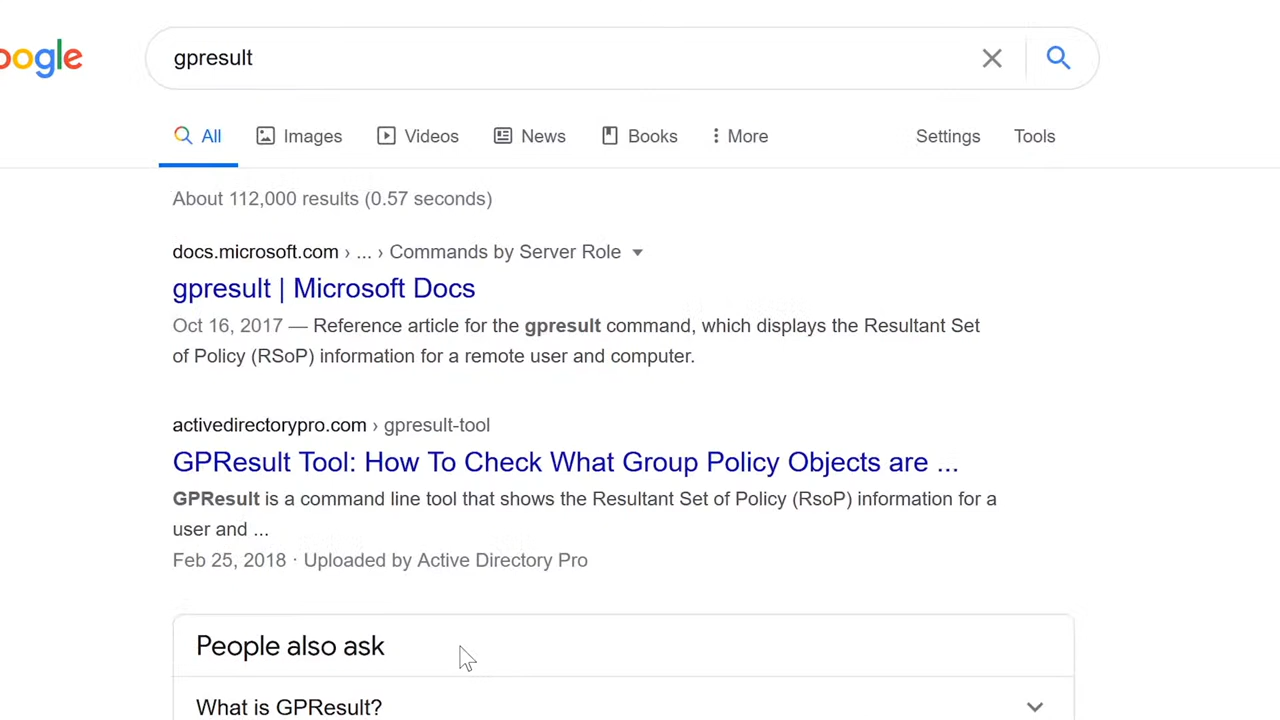 oogle
gpresult
All Images Videos News Books More Settings Tools
About 112,000 results (0.57 seconds)
docs.microsoft.com › ... › Commands by Server Role
gpresult | Microsoft Docs
Oct 16, 2017 — Reference article for the gpresult command, which displays the Resultant Set
of Policy (RSoP) information for a remote user and computer.
activedirectorypro.com › gpresult-tool
GPResult Tool: How To Check What Group Policy Objects are ...
GPResult is a command line tool that shows the Resultant Set of Policy (RsoP) information for a
user and ...
Feb 25, 2018 · Uploaded by Active Directory Pro
People also ask
What is GPResult?